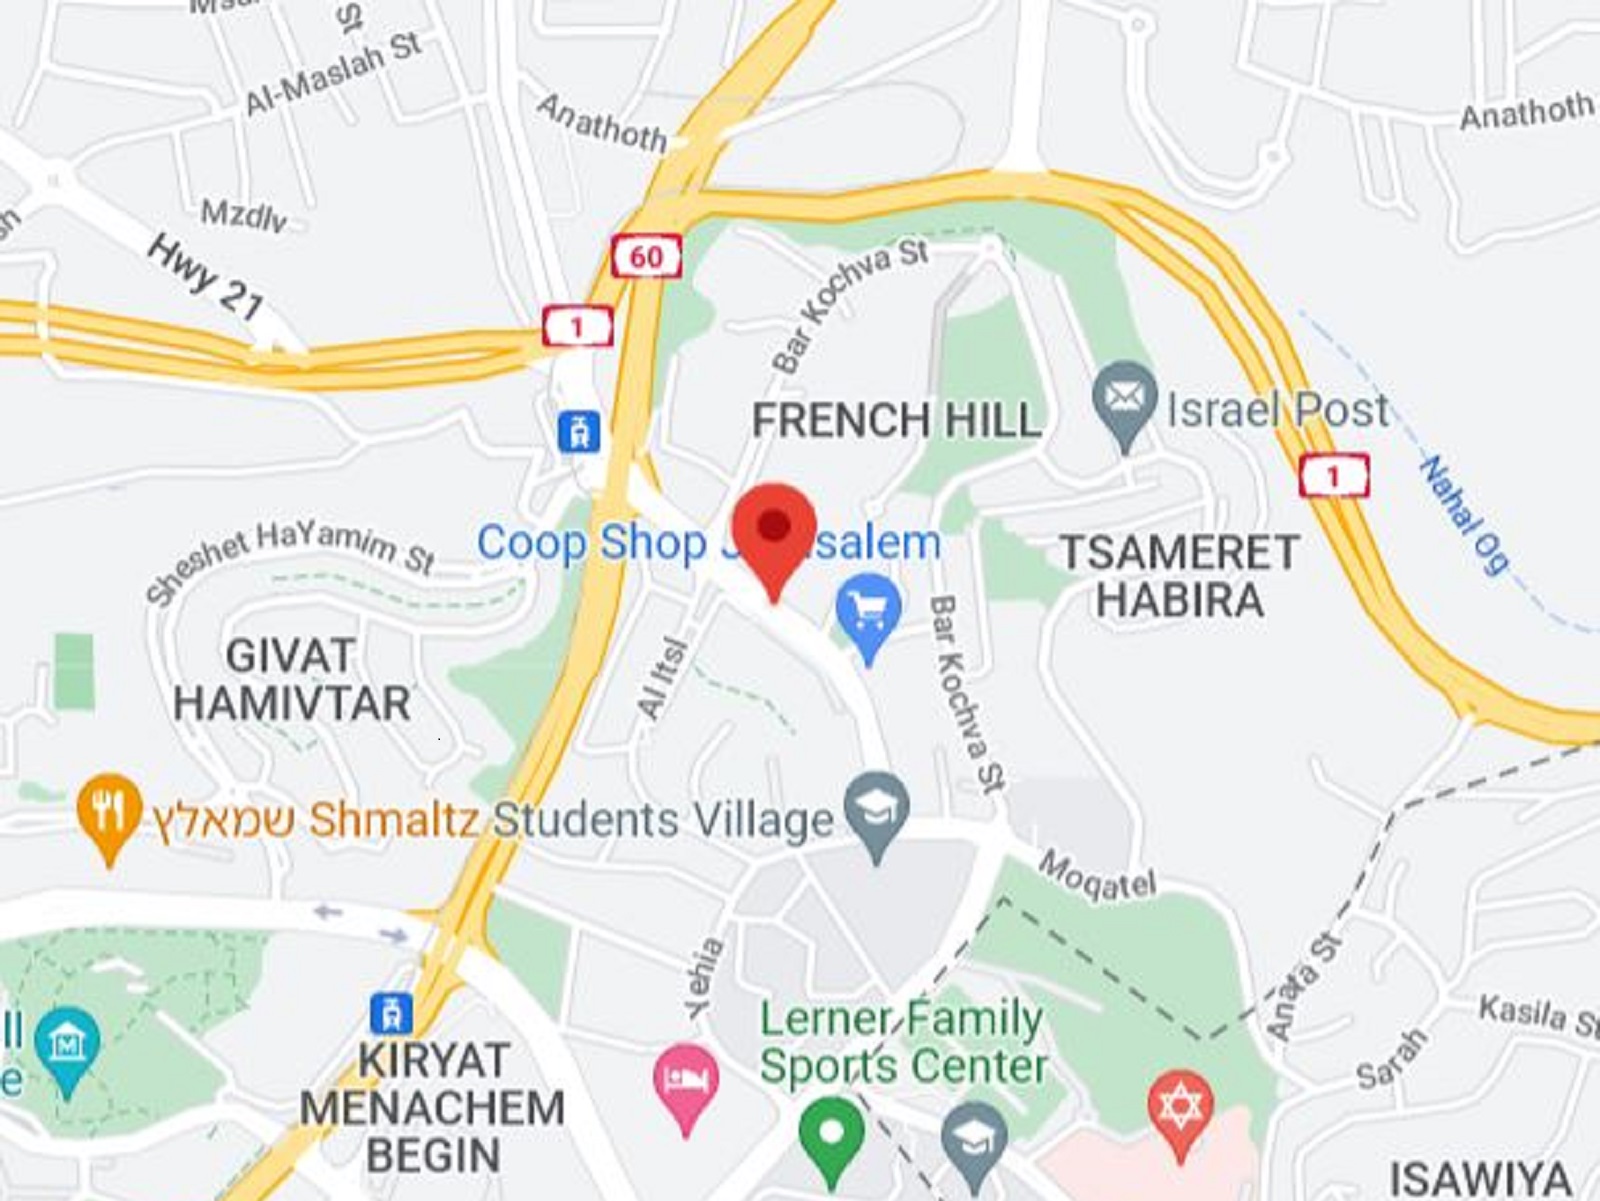 St
Al-Maslah St
Anathoth
Anathoth
Mzdlv
Hwy 21
60
1
Bar Kochva St
FRENCH HILL
Israel Post
1
Nahal Og
Coop Shop
salem
Sheshet HaYamim St
TSAMERET
HABIRA
GIVAT
HAMIVTAR
Al Itsl
Bar Kochva St
שמאלץ Shmaltz
Students Village
Moqatel
Yehia
Anata St
Kasila St
Sarah
Lerner Family
Sports Center
KIRYAT
MENACHEM
BEGIN
M
ISAWIYA